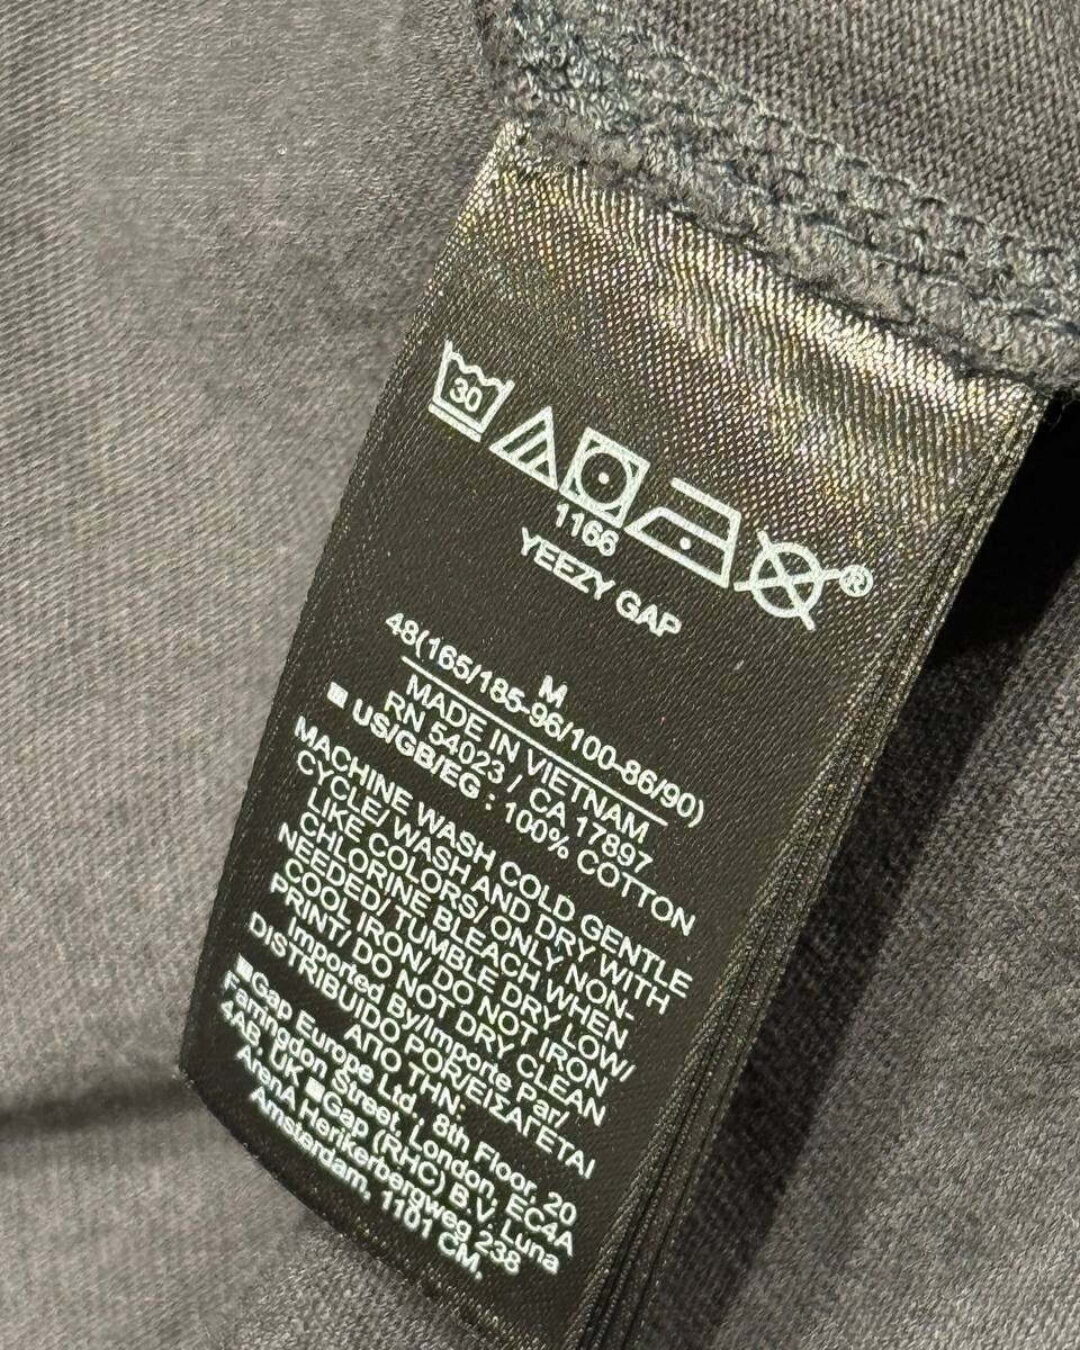 30
®
1166
YEEZY GAP
M
48(165/185-96/100-86/90)
MADE IN VIETNAM
RN 54023 / CA 17897
US/GB/EG : 100% COTTON
MACHINE WASH COLD GENTLE
CYCLE/ WASH AND DRY WITH
LIKE COLORS/ ONLY NON-
CHLORINE BLEACH WHEN
NEEDED/ TUMBLE DRY LOW/
COOL IRON/ DO NOT IRON
PRINT/ DO NOT DRY CLEAN
Imported By/Importe Par/
DISTRIBUIDO POR/ΕΙΣΑΓΕΤΑΙ
ΑΠΟ ΤΗΝ:
■Gap Europe Ltd, 8th Floor, 20
Farringdon Street, London, EC4A
4AB, UK ■Gap (RHC) B.V. Luna
ArenA Herikerbergweg 238
Amsterdam, 1101 CM,